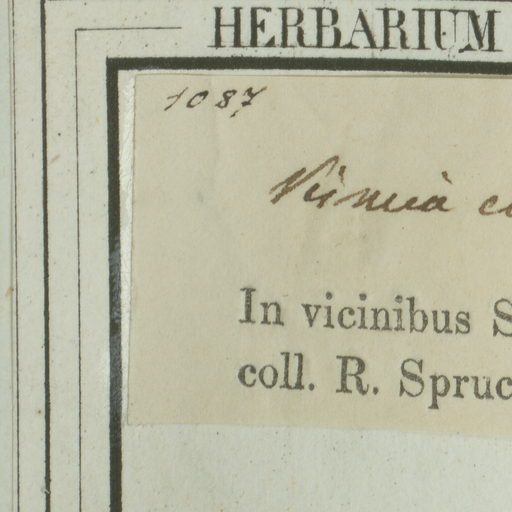 HERBARIUM
1087
In vicinibus S
coll. R. Spruc